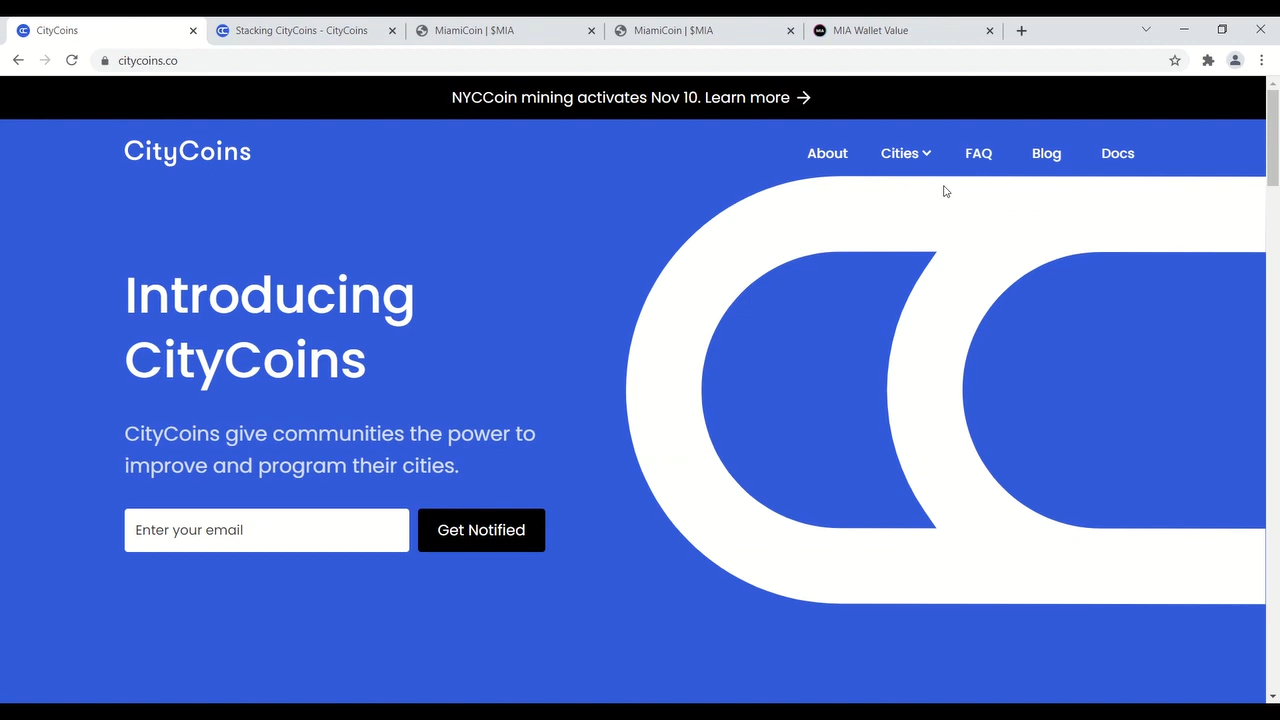 CityCoins
Stacking CityCoins - CityCoins
MiamiCoin | $MIA
MiamiCoin | $MIA
MIA Wallet Value
citycoins.co
NYCCoin mining activates Nov 10. Learn more →
CityCoins
About
Cities
FAQ
Blog
Docs
Introducing
CityCoins
CityCoins give communities the power to
improve and program their cities.
Enter your email
Get Notified